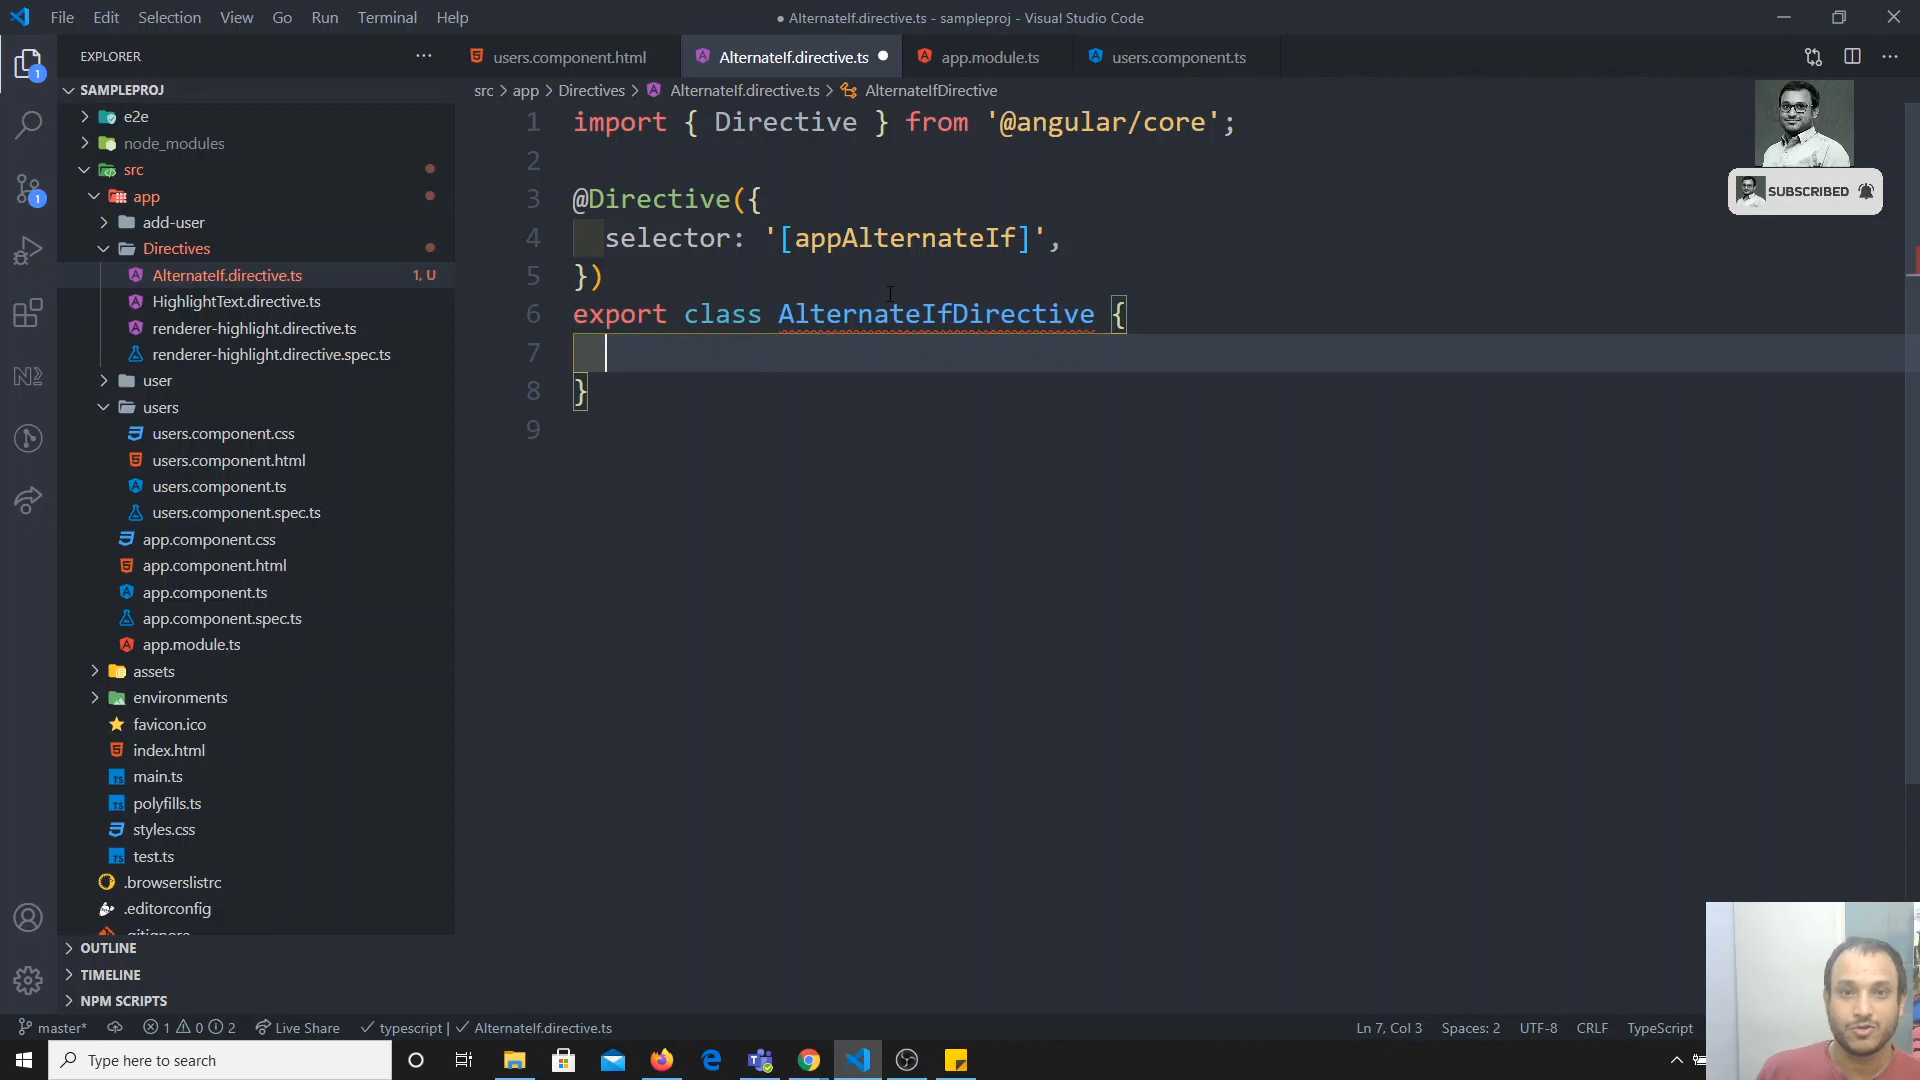 File Edit Selection View Go Run Terminal Help
● AlternateIf.directive.ts - sampleproj - Visual Studio Code
EXPLORER
users.component.html
AlternateIf.directive.ts
app.module.ts
users.component.ts
SAMPLEPROJ
src > app > Directives > AlternateIf.directive.ts > AlternateIfDirective
e2e
node_modules
src
app
add-user
Directives
AlternateIf.directive.ts 1, U
HighlightText.directive.ts
renderer-highlight.directive.ts
renderer-highlight.directive.spec.ts
user
users
users.component.css
users.component.html
users.component.ts
users.component.spec.ts
app.component.css
app.component.html
app.component.ts
app.component.spec.ts
app.module.ts
assets
environments
favicon.ico
index.html
main.ts
polyfills.ts
styles.css
test.ts
.browserslistrc
.editorconfig
.gitignore
OUTLINE
TIMELINE
NPM SCRIPTS
1 import { Directive } from '@angular/core';
2
3 @Directive({
4 selector: '[appAlternateIf]',
5 })
6 export class AlternateIfDirective {
7
8 }
9
SUBSCRIBED
1
1
master* 1 0 2 Live Share typescript | AlternateIf.directive.ts
Ln 7, Col 3 Spaces: 2 UTF-8 CRLF TypeScript
Type here to search